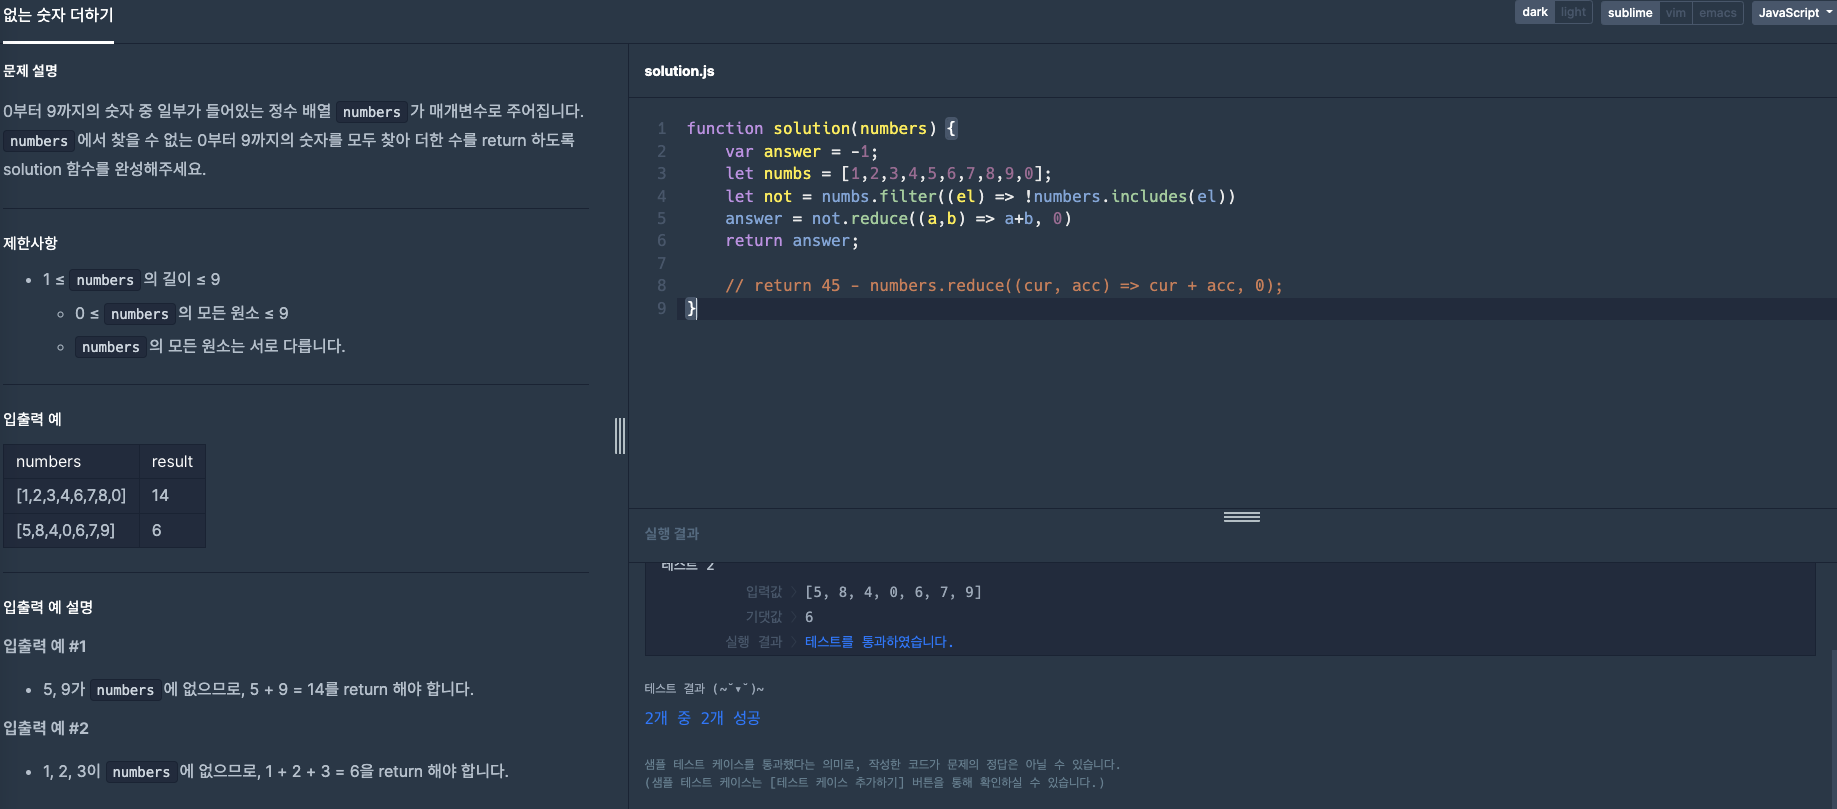 없는 숫자 더하기
dark light sublime vim emacs JavaScript
문제 설명
0부터 9까지의 숫자 중 일부가 들어있는 정수 배열 numbers 가 매개변수로 주어집니다.
numbers 에서 찾을 수 없는 0부터 9까지의 숫자를 모두 찾아 더한 수를 return 하도록
solution 함수를 완성해주세요.
제한사항
• 1 ≤ numbers 의 길이 ≤ 9
◦ 0 ≤ numbers 의 모든 원소 ≤ 9
◦ numbers 의 모든 원소는 서로 다릅니다.
입출력 예
numbers result
[1,2,3,4,6,7,8,0] 14
[5,8,4,0,6,7,9] 6
입출력 예 설명
입출력 예 #1
• 5, 9가 numbers 에 없으므로, 5 + 9 = 14를 return 해야 합니다.
입출력 예 #2
• 1, 2, 3이 numbers 에 없으므로, 1 + 2 + 3 = 6을 return 해야 합니다.
solution.js
1 function solution(numbers) {
2 var answer = -1;
3 let numbs = [1,2,3,4,5,6,7,8,9,0];
4 let not = numbs.filter((el) => !numbers.includes(el))
5 answer = not.reduce((a,b) => a+b, 0)
6 return answer;
7
8 // return 45 - numbers.reduce((cur, acc) => cur + acc, 0);
9 }
실행 결과
테스트 2
입력값 〉 [5, 8, 4, 0, 6, 7, 9]
기댓값 〉 6
실행 결과 〉 테스트를 통과하였습니다.
테스트 결과 (~˘▾˘)~
2개 중 2개 성공
샘플 테스트 케이스를 통과했다는 의미로, 작성한 코드가 문제의 정답은 아닐 수 있습니다.
(샘플 테스트 케이스는 [테스트 케이스 추가하기] 버튼을 통해 확인하실 수 있습니다.)